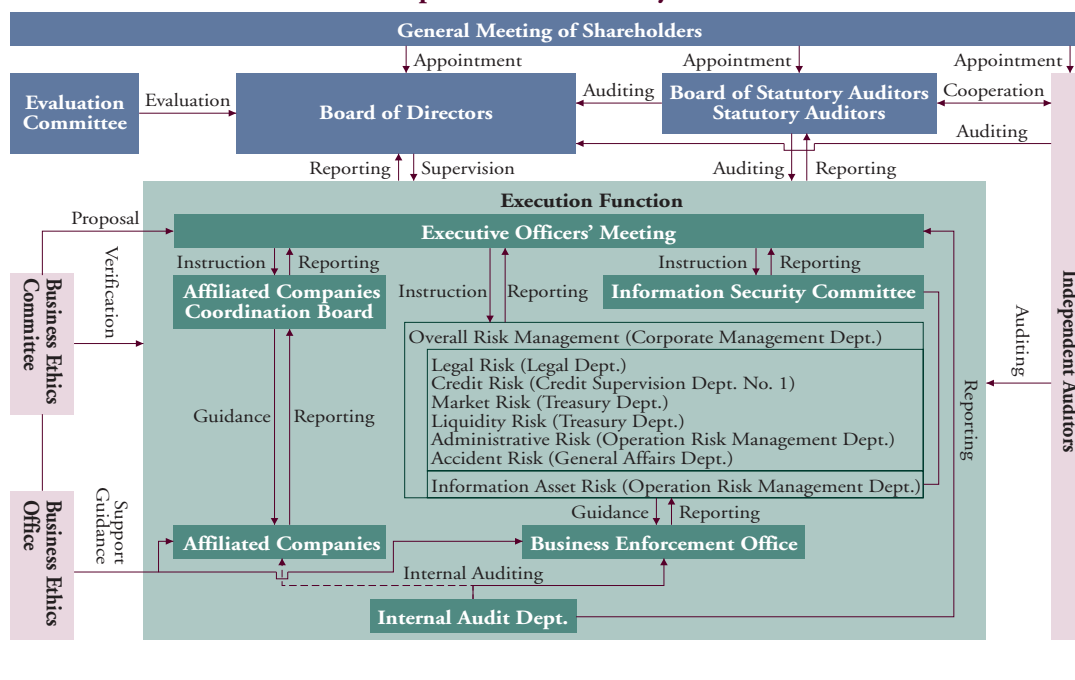 General Meeting of Shareholders
Appointment
Appointment
Appointment
Evaluation
Committee
Evaluation
Board of Directors
Auditing
Board of Statutory Auditors
Statutory Auditors
Cooperation
Auditing
Reporting
Supervision
Auditing
Reporting
Execution Function
Proposal
Executive Officers' Meeting
Verification
Instruction
Reporting
Instruction
Reporting
Instruction
Reporting
Affiliated Companies
Coordination Board
Information Security Committee
Business Ethics
Committee
Overall Risk Management (Corporate Management Dept.)
Legal Risk (Legal Dept.)
Credit Risk (Credit Supervision Dept. No. 1)
Market Risk (Treasury Dept.)
Liquidity Risk (Treasury Dept.)
Administrative Risk (Operation Risk Management Dept.)
Accident Risk (General Affairs Dept.)
Information Asset Risk (Operation Risk Management Dept.)
Guidance
Reporting
Reporting
Auditing
Independent Auditors
Guidance
Reporting
Business Ethics
Office
Support
Guidance
Affiliated Companies
Business Enforcement Office
Internal Auditing
Internal Audit Dept.